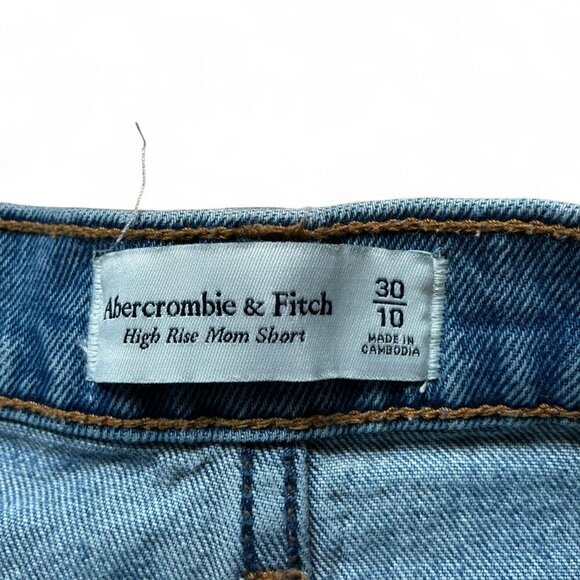 Abercrombie & Fitch
High Rise Mom Short
30
10
MADE IN
CAMBODIA